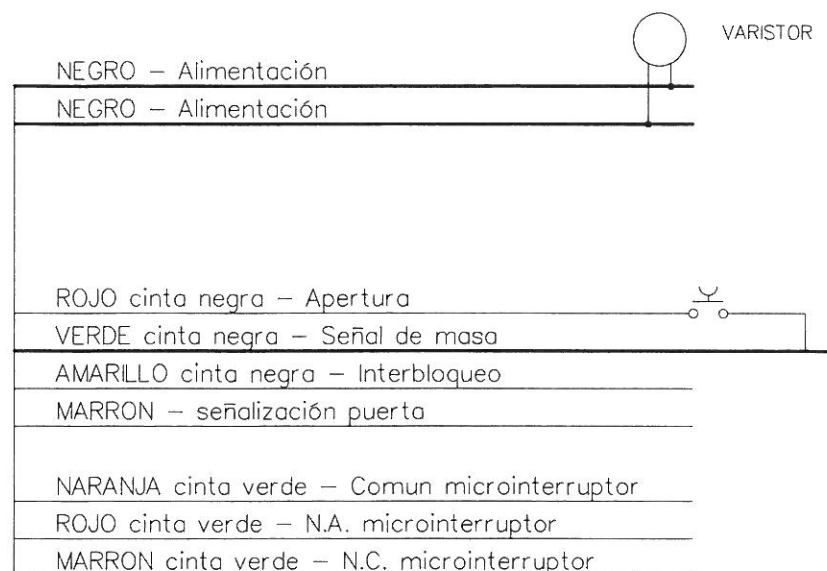 VARISTOR
NEGRO – Alimentación
NEGRO – Alimentación
ROJO cinta negra – Apertura
VERDE cinta negra – Señal de masa
AMARILLO cinta negra – Interbloqueo
MARRON – señalización puerta
NARANJA cinta verde – Comun microinterruptor
ROJO cinta verde – N.A. microinterruptor
MARRON cinta verde – N.C. microinterruptor